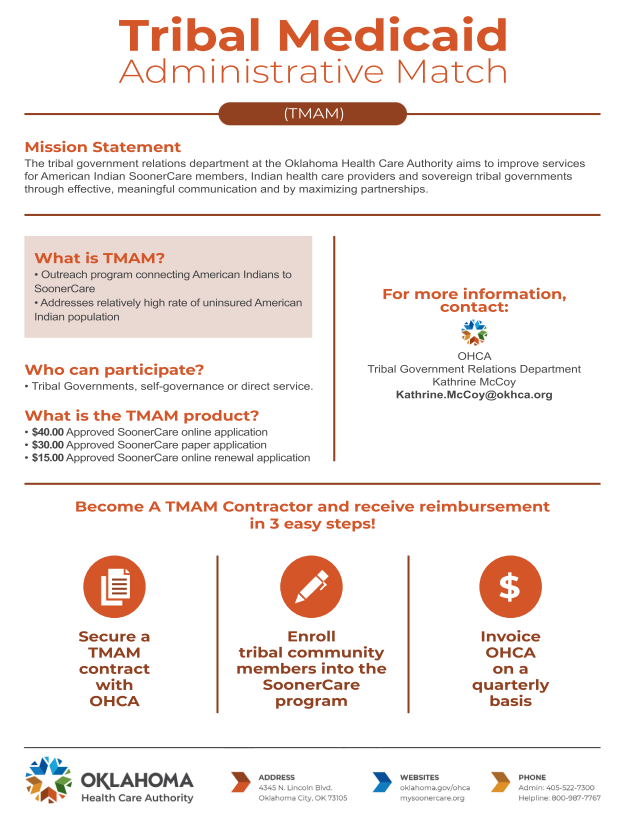 Tribal Medicaid
Administrative Match
(TMAM)
Mission Statement
The tribal government relations department at the Oklahoma Health Care Authority aims to improve services
for American Indian SoonerCare members, Indian health care providers and sovereign tribal governments
through effective, meaningful communication and by maximizing partnerships.
What is TMAM?
• Outreach program connecting American Indians to
SoonerCare
• Addresses relatively high rate of uninsured American
Indian population
Who can participate?
• Tribal Governments, self-governance or direct service.
What is the TMAM product?
• $40.00 Approved SoonerCare online application
• $30.00 Approved SoonerCare paper application
• $15.00 Approved SoonerCare online renewal application
For more information,
contact:
OHCA
Tribal Government Relations Department
Kathrine McCoy
Kathrine.McCoy@okhca.org
Become A TMAM Contractor and receive reimbursement
in 3 easy steps!
Secure a
TMAM
contract
with
OHCA
Enroll
tribal community
members into the
SoonerCare
program
$
Invoice
OHCA
on a
quarterly
basis
OKLAHOMA
Health Care Authority
ADDRESS
4345 N. Lincoln Blvd.
Oklahoma City, OK 73105
WEBSITES
oklahoma.gov/ohca
mysoonercare.org
PHONE
Admin: 405-522-7300
Helpline: 800-987-7767